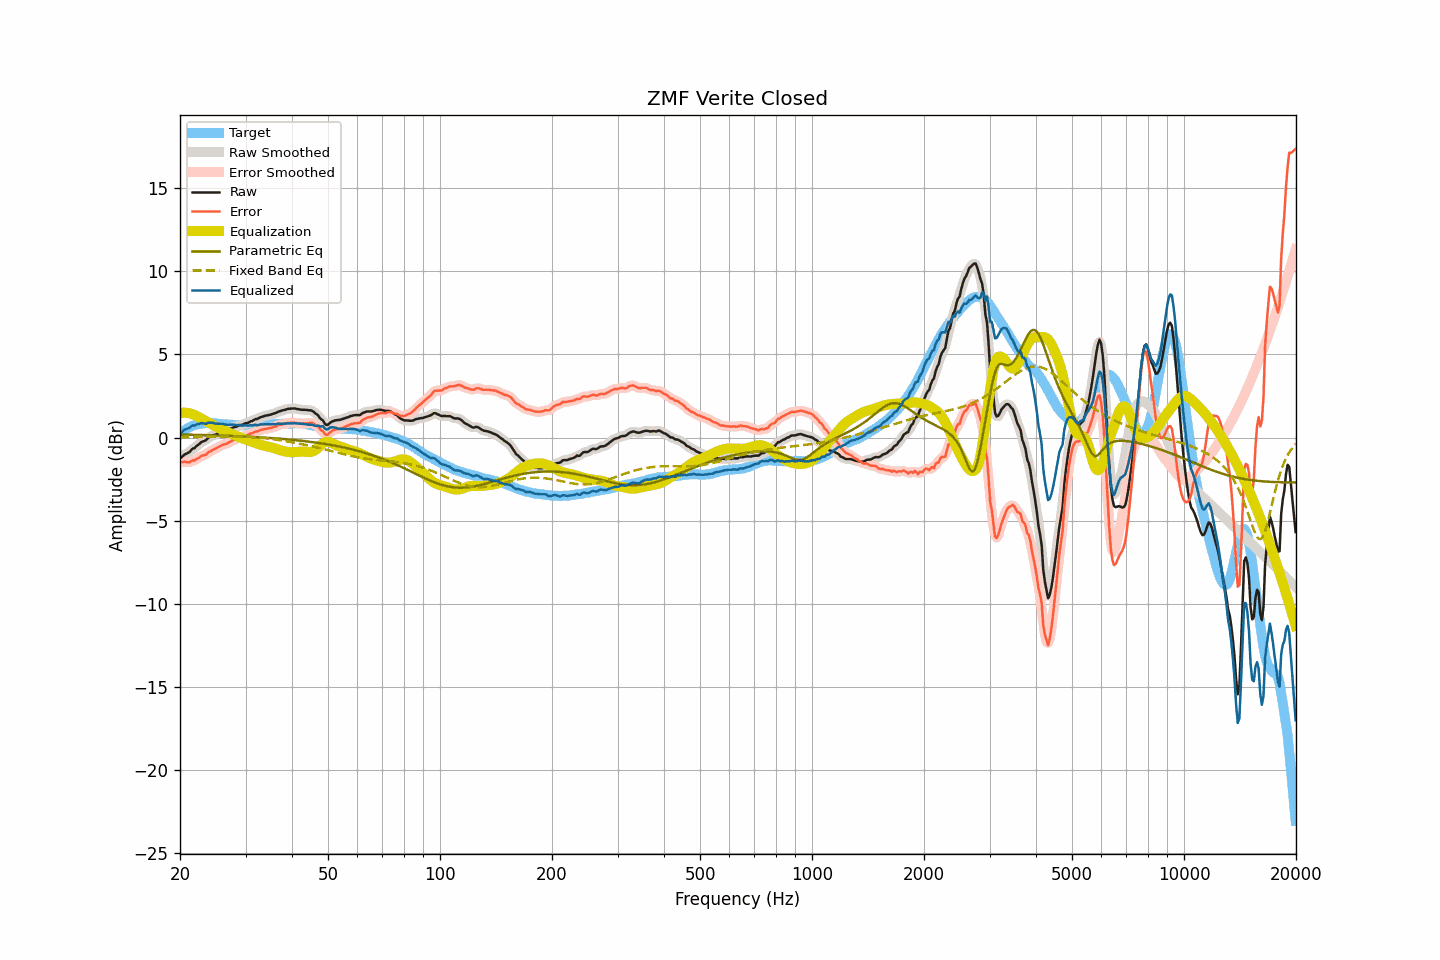 ZMF Verite Closed
Target
Raw Smoothed
Error Smoothed
Raw
Error
Equalization
Parametric Eq
Fixed Band Eq
Equalized
Amplitude (dBr)
15
10
5
0
−5
−10
−15
−20
−25
20 50 100 200 500 1000 2000 5000 10000 20000
Frequency (Hz)